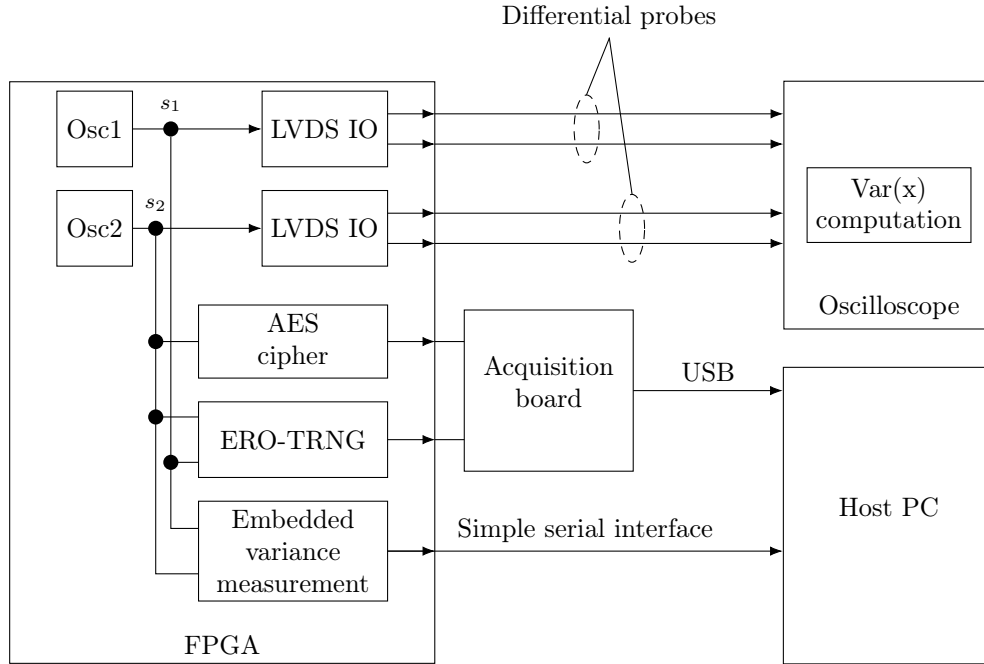 Differential probes
Osc1
s1
LVDS IO
Osc2
s2
LVDS IO
Var(x)
computation
Oscilloscope
AES
cipher
Acquisition
board
USB
ERO-TRNG
Host PC
Embedded
variance
measurement
Simple serial interface
FPGA